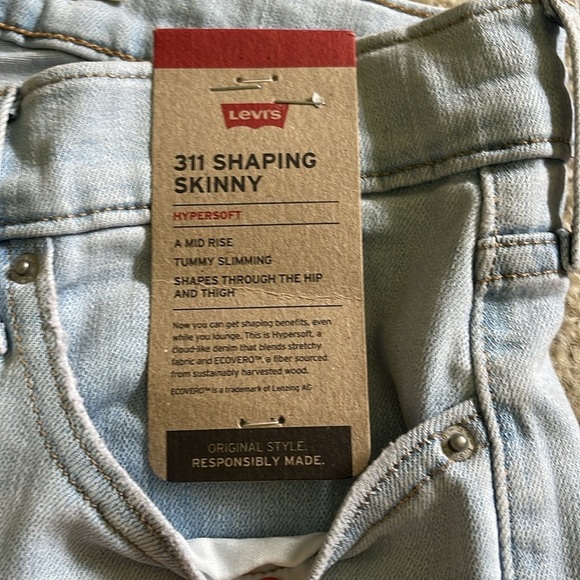 Levi's
311 SHAPING
SKINNY
HYPERSOFT
A MID RISE
TUMMY SLIMMING
SHAPES THROUGH THE HIP
AND THIGH
Now you can get shaping benefits, even
while you lounge. This is Hypersoft, a
cloud-like denim that blends stretchy
fabric and ECOVERO™, a fiber sourced
from sustainably harvested wood.
ECOVERO™ is a trademark of Lenzing AG
ORIGINAL STYLE.
RESPONSIBLY MADE.